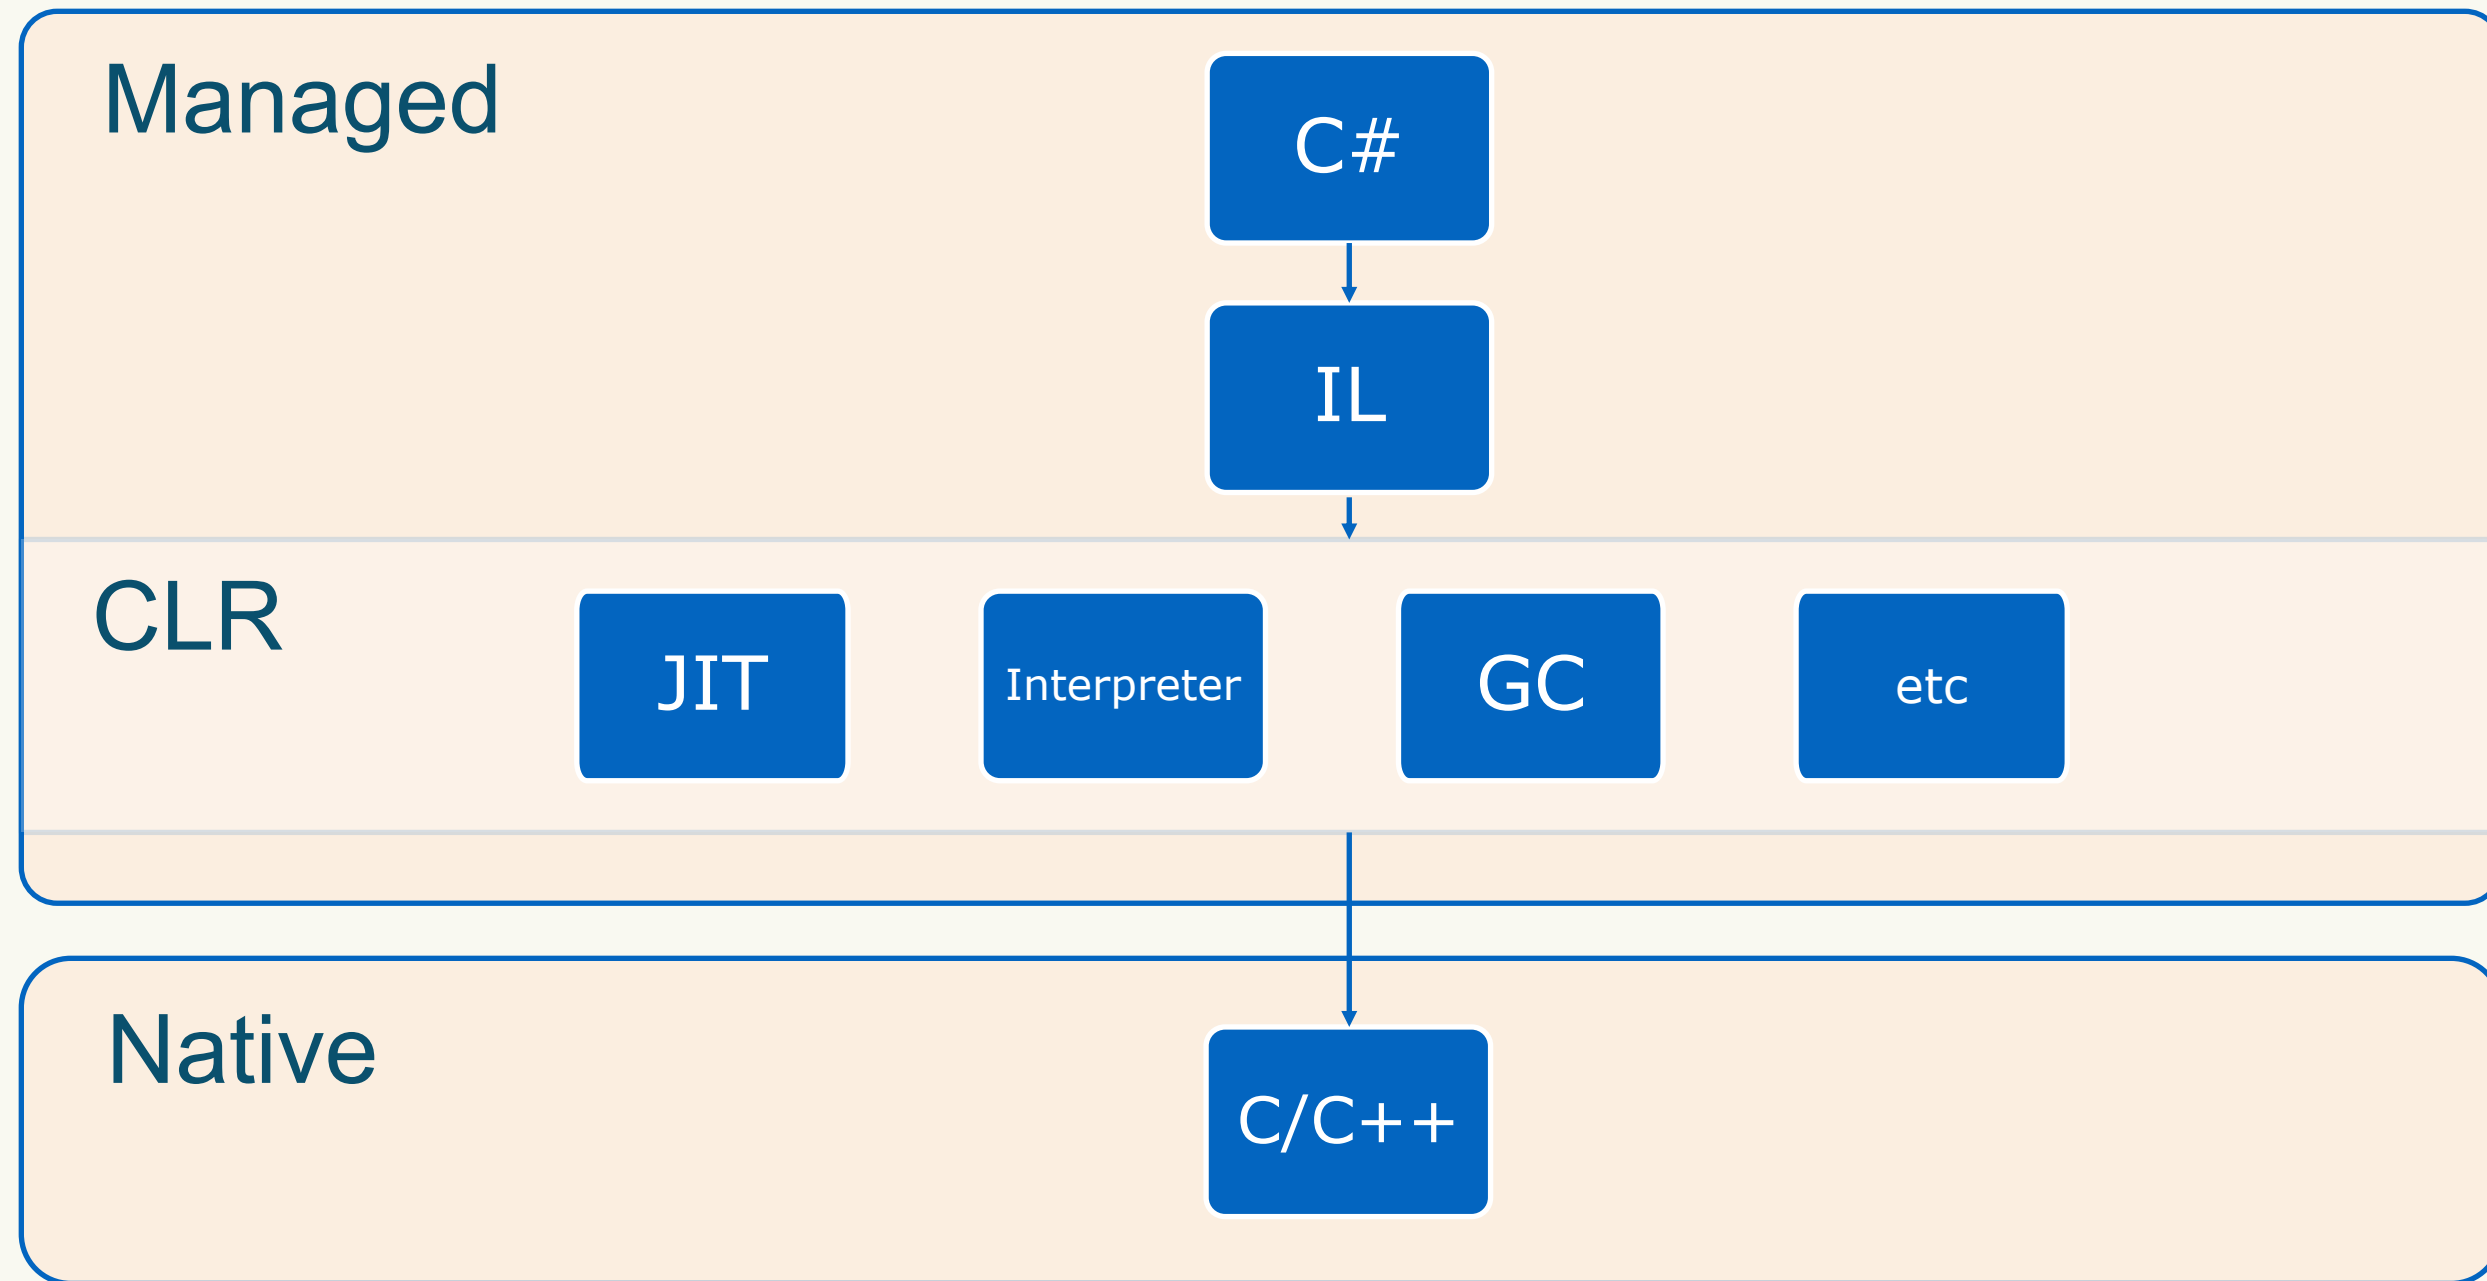 Managed
C#
IL
CLR
JIT
Interpreter
GC
etc
Native
C/C++